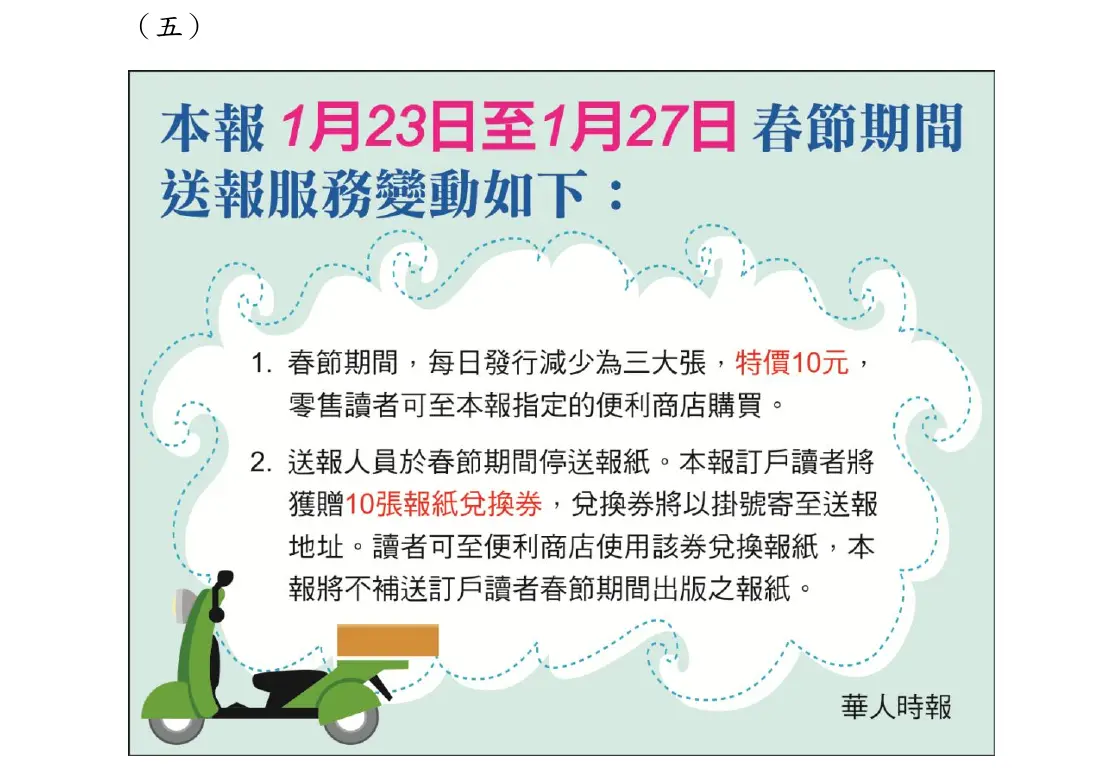 （五）
本報 1月23日至1月27日 春節期間
送報服務變動如下：
1. 春節期間，每日發行減少為三大張，特價10元，
零售讀者可至本報指定的便利商店購買。
2. 送報人員於春節期間停送報紙。本報訂戶讀者將
獲贈10張報紙兌換券，兌換券將以掛號寄至送報
地址。讀者可至便利商店使用該券兌換報紙，本
報將不補送訂戶讀者春節期間出版之報紙。
華人時報